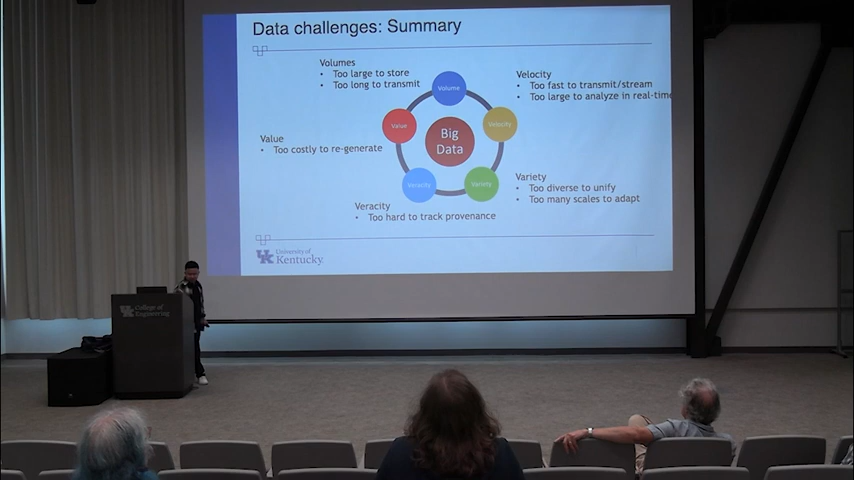 Data challenges: Summary
Volumes
• Too large to store
• Too long to transmit
Velocity
• Too fast to transmit/stream
• Too large to analyze in real-time
Volume
Value
Velocity
Big
Data
Value
• Too costly to re-generate
Veracity
Variety
Variety
• Too diverse to unify
• Too many scales to adapt
Veracity
• Too hard to track provenance
UK University of
Kentucky
UK College of
Engineering